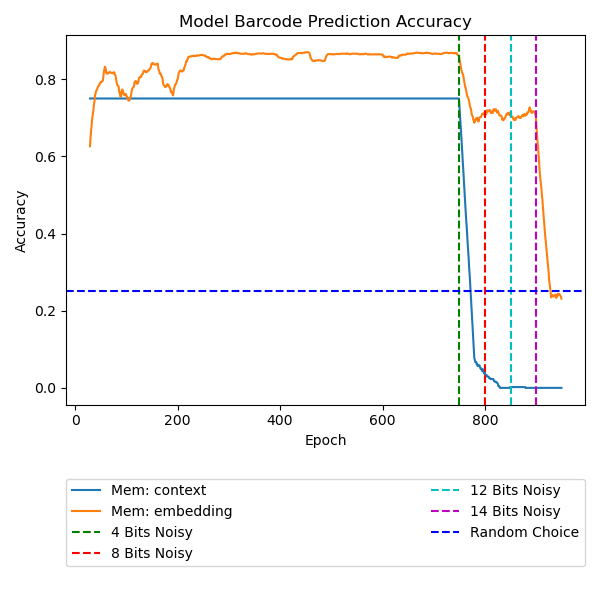 Model Barcode Prediction Accuracy
Accuracy
0.8
0.6
0.4
0.2
0.0
0
200
400
600
800
Epoch
Mem: context
Mem: embedding
4 Bits Noisy
8 Bits Noisy
12 Bits Noisy
14 Bits Noisy
Random Choice